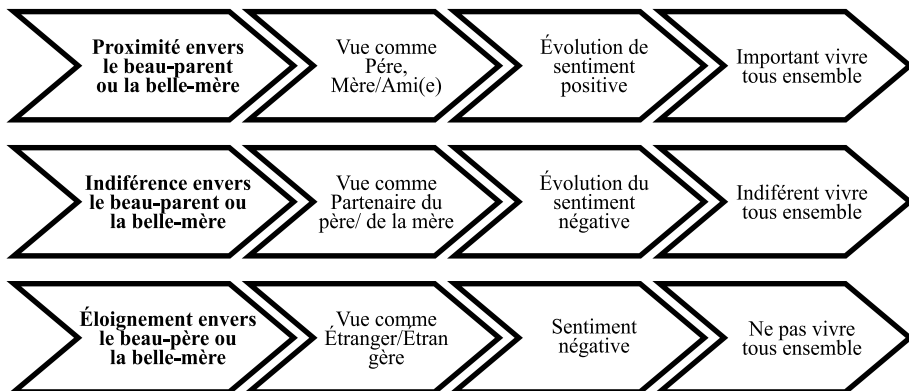 Proximité envers
le beau-parent
ou la belle-mère
Vue comme
Pére,
Mère/Ami(e)
Évolution de
sentiment
positive
Important vivre
tous ensemble
Indiférence envers
le beau-parent ou
la belle-mère
Vue comme
Partenaire du
père/ de la mère
Évolution du
sentiment
négative
Indiférent vivre
tous ensemble
Éloignement envers
le beau-père ou
la belle-mère
Vue comme
Étranger/Étran
gère
Sentiment
négative
Ne pas vivre
tous ensemble